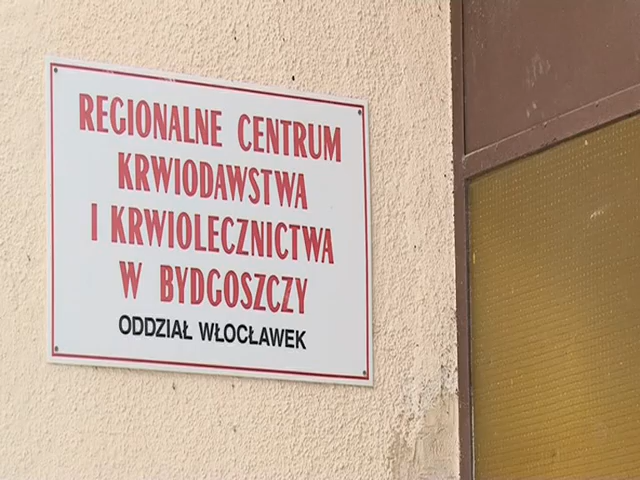 REGIONALNE CENTRUM
KRWIODAWSTWA
I KRWIOLECZNICTWA
W BYDGOSZCZY
ODDZIAŁ WŁOCŁAWEK